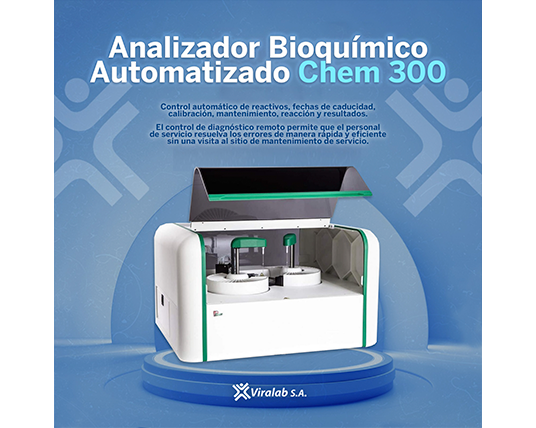 Analizador Bioquímico
Automatizado Chem 300
Control automático de reactivos, fechas de caducidad,
calibración, mantenimiento, reacción y resultados.
El control de diagnóstico remoto permite que el personal
de servicio resuelva los errores de manera rápida y eficiente
sin una visita al sitio de mantenimiento de servicio.
Viralab S.A.